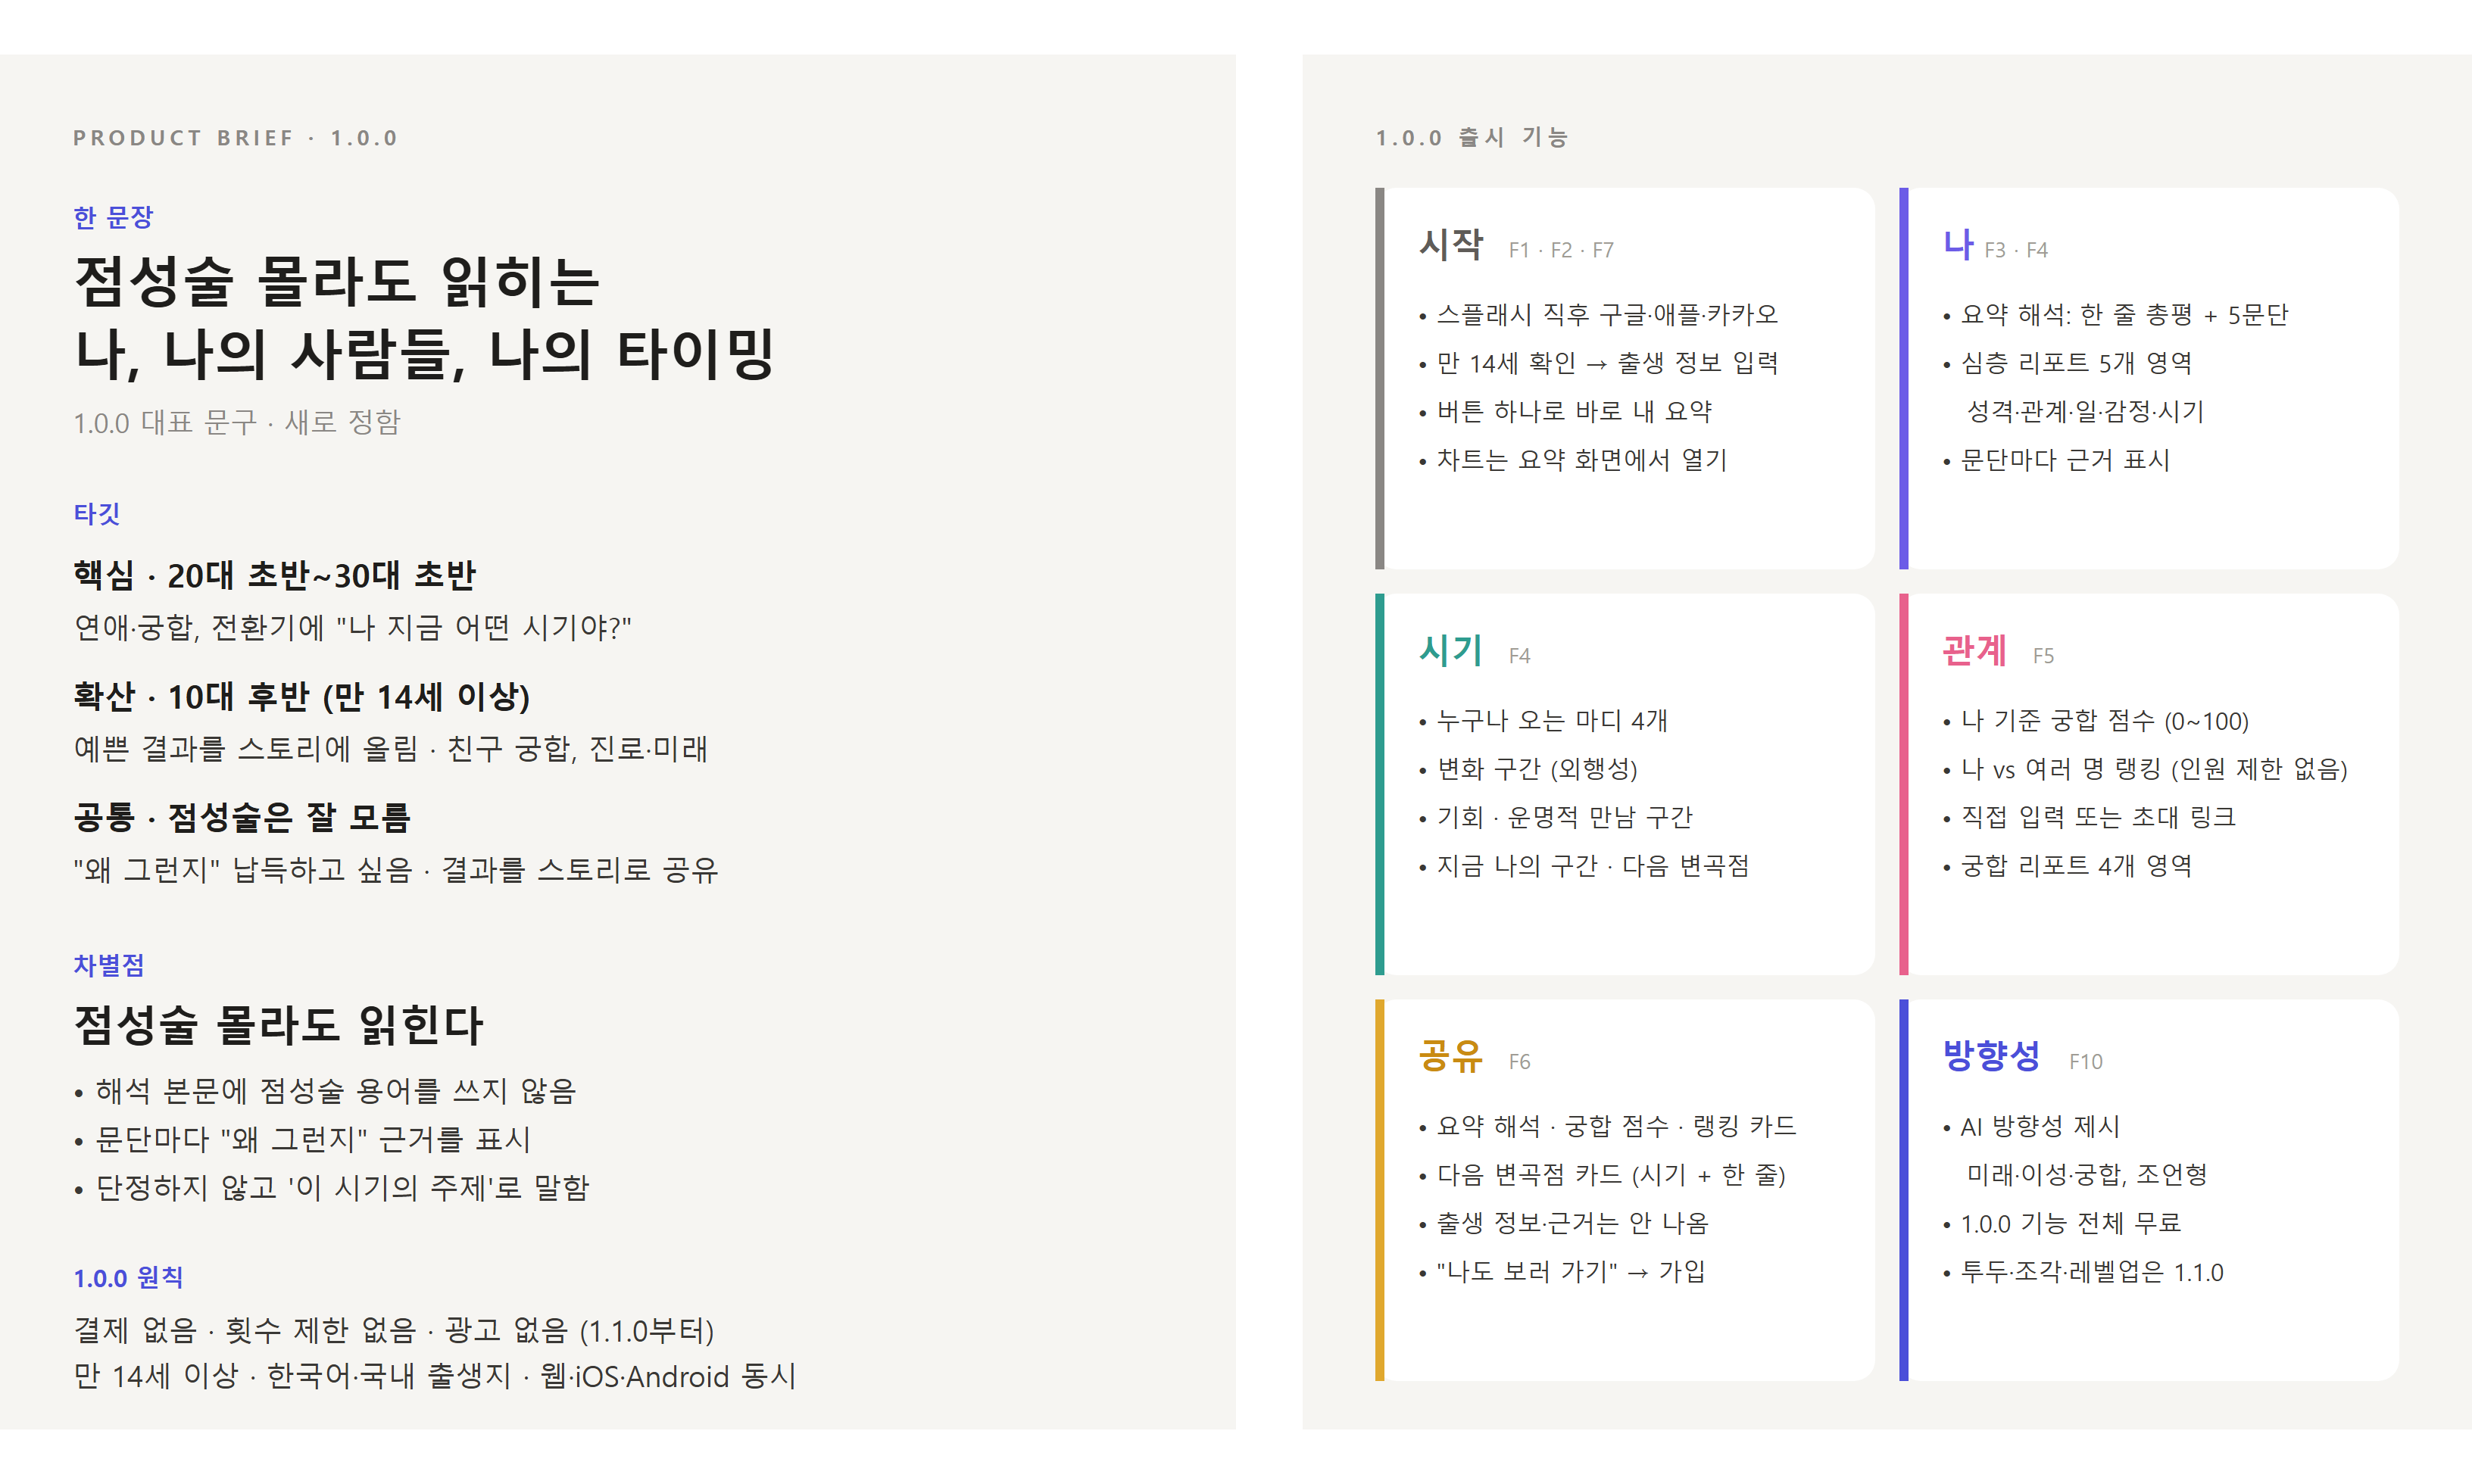 PRODUCT BRIEF · 1.0.0
한 문장
점성술 몰라도 읽히는
나, 나의 사람들, 나의 타이밍
1.0.0 대표 문구 · 새로 정함
타깃
핵심 · 20대 초반~30대 초반
연애·궁합, 전환기에 "나 지금 어떤 시기야?"
확산 · 10대 후반 (만 14세 이상)
예쁜 결과를 스토리에 올림 · 친구 궁합, 진로·미래
공통 · 점성술은 잘 모름
"왜 그런지" 납득하고 싶음 · 결과를 스토리로 공유
차별점
점성술 몰라도 읽힌다
• 해석 본문에 점성술 용어를 쓰지 않음
• 문단마다 "왜 그런지" 근거를 표시
• 단정하지 않고 '이 시기의 주제'로 말함
1.0.0 원칙
결제 없음 · 횟수 제한 없음 · 광고 없음 (1.1.0부터)
만 14세 이상 · 한국어·국내 출생지 · 웹·iOS·Android 동시
1.0.0 출시 기능
시작 F1 · F2 · F7
• 스플래시 직후 구글·애플·카카오
• 만 14세 확인 → 출생 정보 입력
• 버튼 하나로 바로 내 요약
• 차트는 요약 화면에서 열기
나 F3 · F4
• 요약 해석: 한 줄 총평 + 5문단
• 심층 리포트 5개 영역
성격·관계·일·감정·시기
• 문단마다 근거 표시
시기 F4
• 누구나 오는 마디 4개
• 변화 구간 (외행성)
• 기회 · 운명적 만남 구간
• 지금 나의 구간 · 다음 변곡점
관계 F5
• 나 기준 궁합 점수 (0~100)
• 나 vs 여러 명 랭킹 (인원 제한 없음)
• 직접 입력 또는 초대 링크
• 궁합 리포트 4개 영역
공유 F6
• 요약 해석 · 궁합 점수 · 랭킹 카드
• 다음 변곡점 카드 (시기 + 한 줄)
• 출생 정보·근거는 안 나옴
• "나도 보러 가기" → 가입
방향성 F10
• AI 방향성 제시
미래·이성·궁합, 조언형
• 1.0.0 기능 전체 무료
• 투두·조각·레벨업은 1.1.0